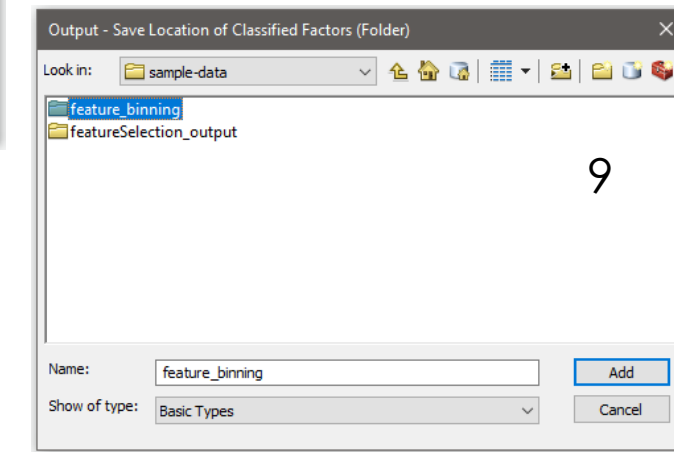 Output - Save Location of Classified Factors (Folder)
Look in: sample-data
feature_binning
featureSelection_output
9
Name: feature_binning Add
Show of type: Basic Types Cancel